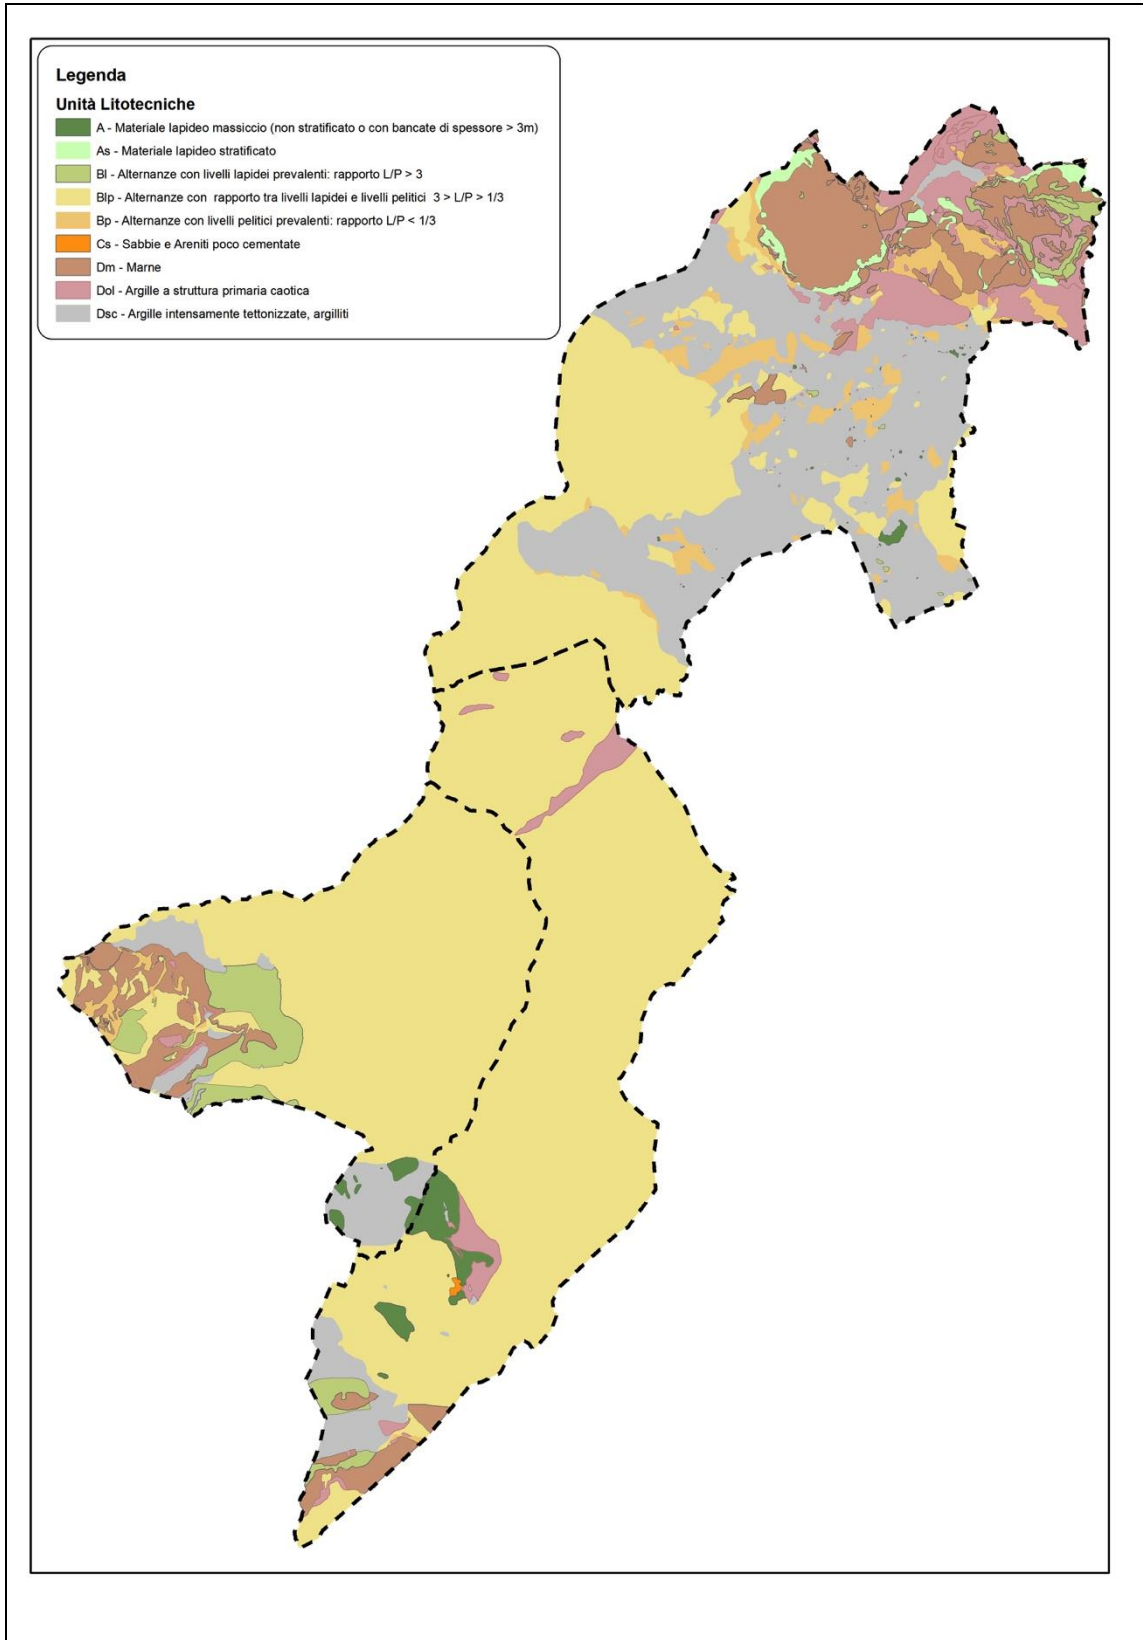 Legenda
Unità Litotecniche
A - Materiale lapideo massiccio (non stratificato o con bancate di spessore > 3m)
As - Materiale lapideo stratificato
Bl - Alternanze con livelli lapidei prevalenti: rapporto L/P > 3
Blp - Alternanze con rapporto tra livelli lapidei e livelli pelitici 3 > L/P > 1/3
Bp - Alternanze con livelli pelitici prevalenti: rapporto L/P < 1/3
Cs - Sabbie e Areniti poco cementate
Dm - Marne
Dol - Argille a struttura primaria caotica
Dsc - Argille intensamente tettonizzate, argilliti